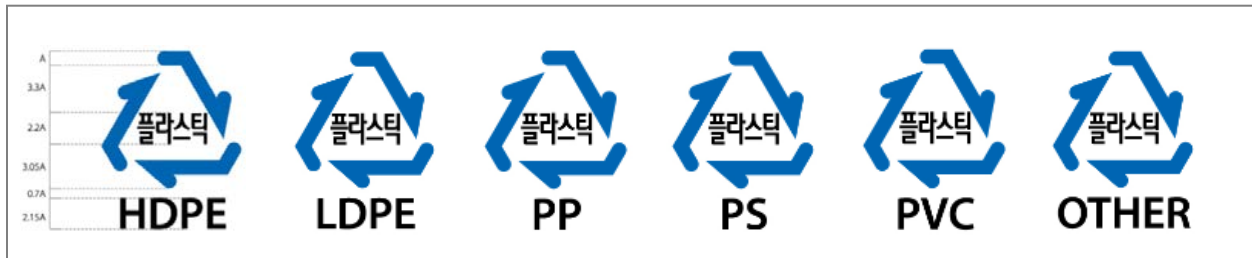 A
3.3A
2.2A
3.05A
0.7A
2.15A
플라스틱 플라스틱 플라스틱 플라스틱 플라스틱 플라스틱
HDPE LDPE PP PS PVC OTHER